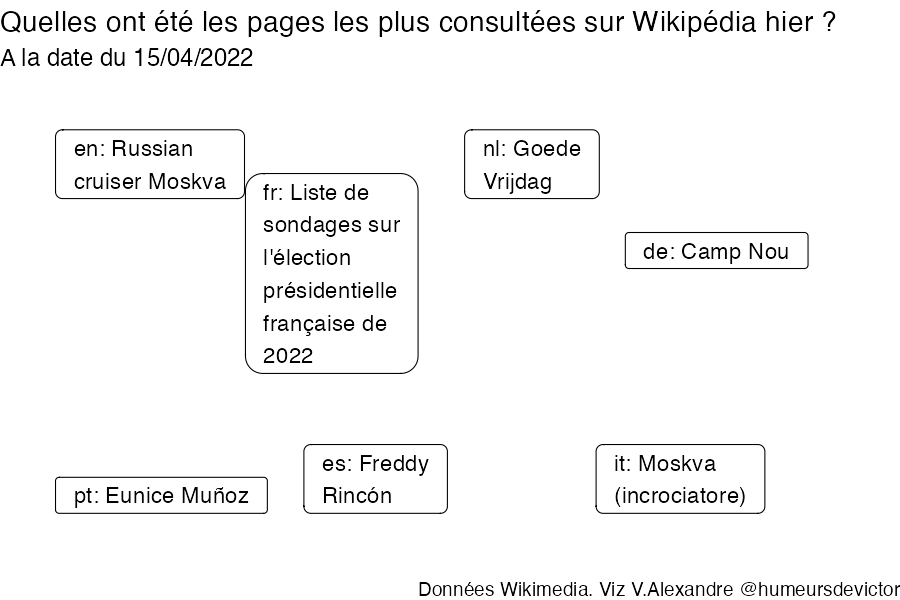 Quelles ont été les pages les plus consultées sur Wikipédia hier ?
A la date du 15/04/2022
en: Russian
cruiser Moskva
fr: Liste de
sondages sur
l'élection
présidentielle
française de
2022
nl: Goede
Vrijdag
de: Camp Nou
pt: Eunice Muñoz
es: Freddy
Rincón
it: Moskva
(incrociatore)
Données Wikimedia. Viz V.Alexandre @humeursdevictor